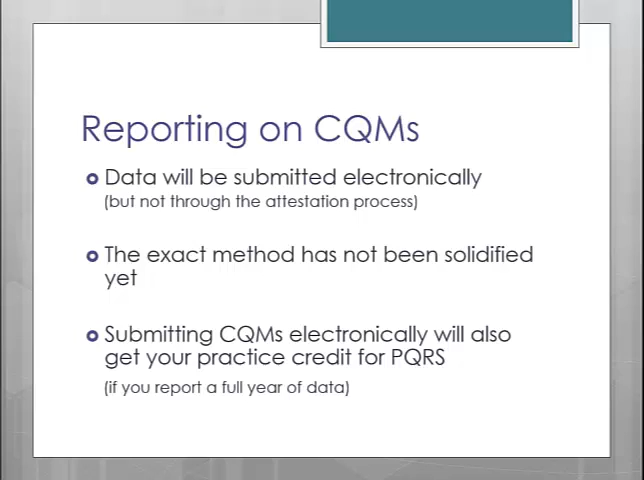 Reporting on CQMs
Data will be submitted electronically
(but not through the attestation process)
The exact method has not been solidified
yet
Submitting CQMs electronically will also
get your practice credit for PQRS
(if you report a full year of data)